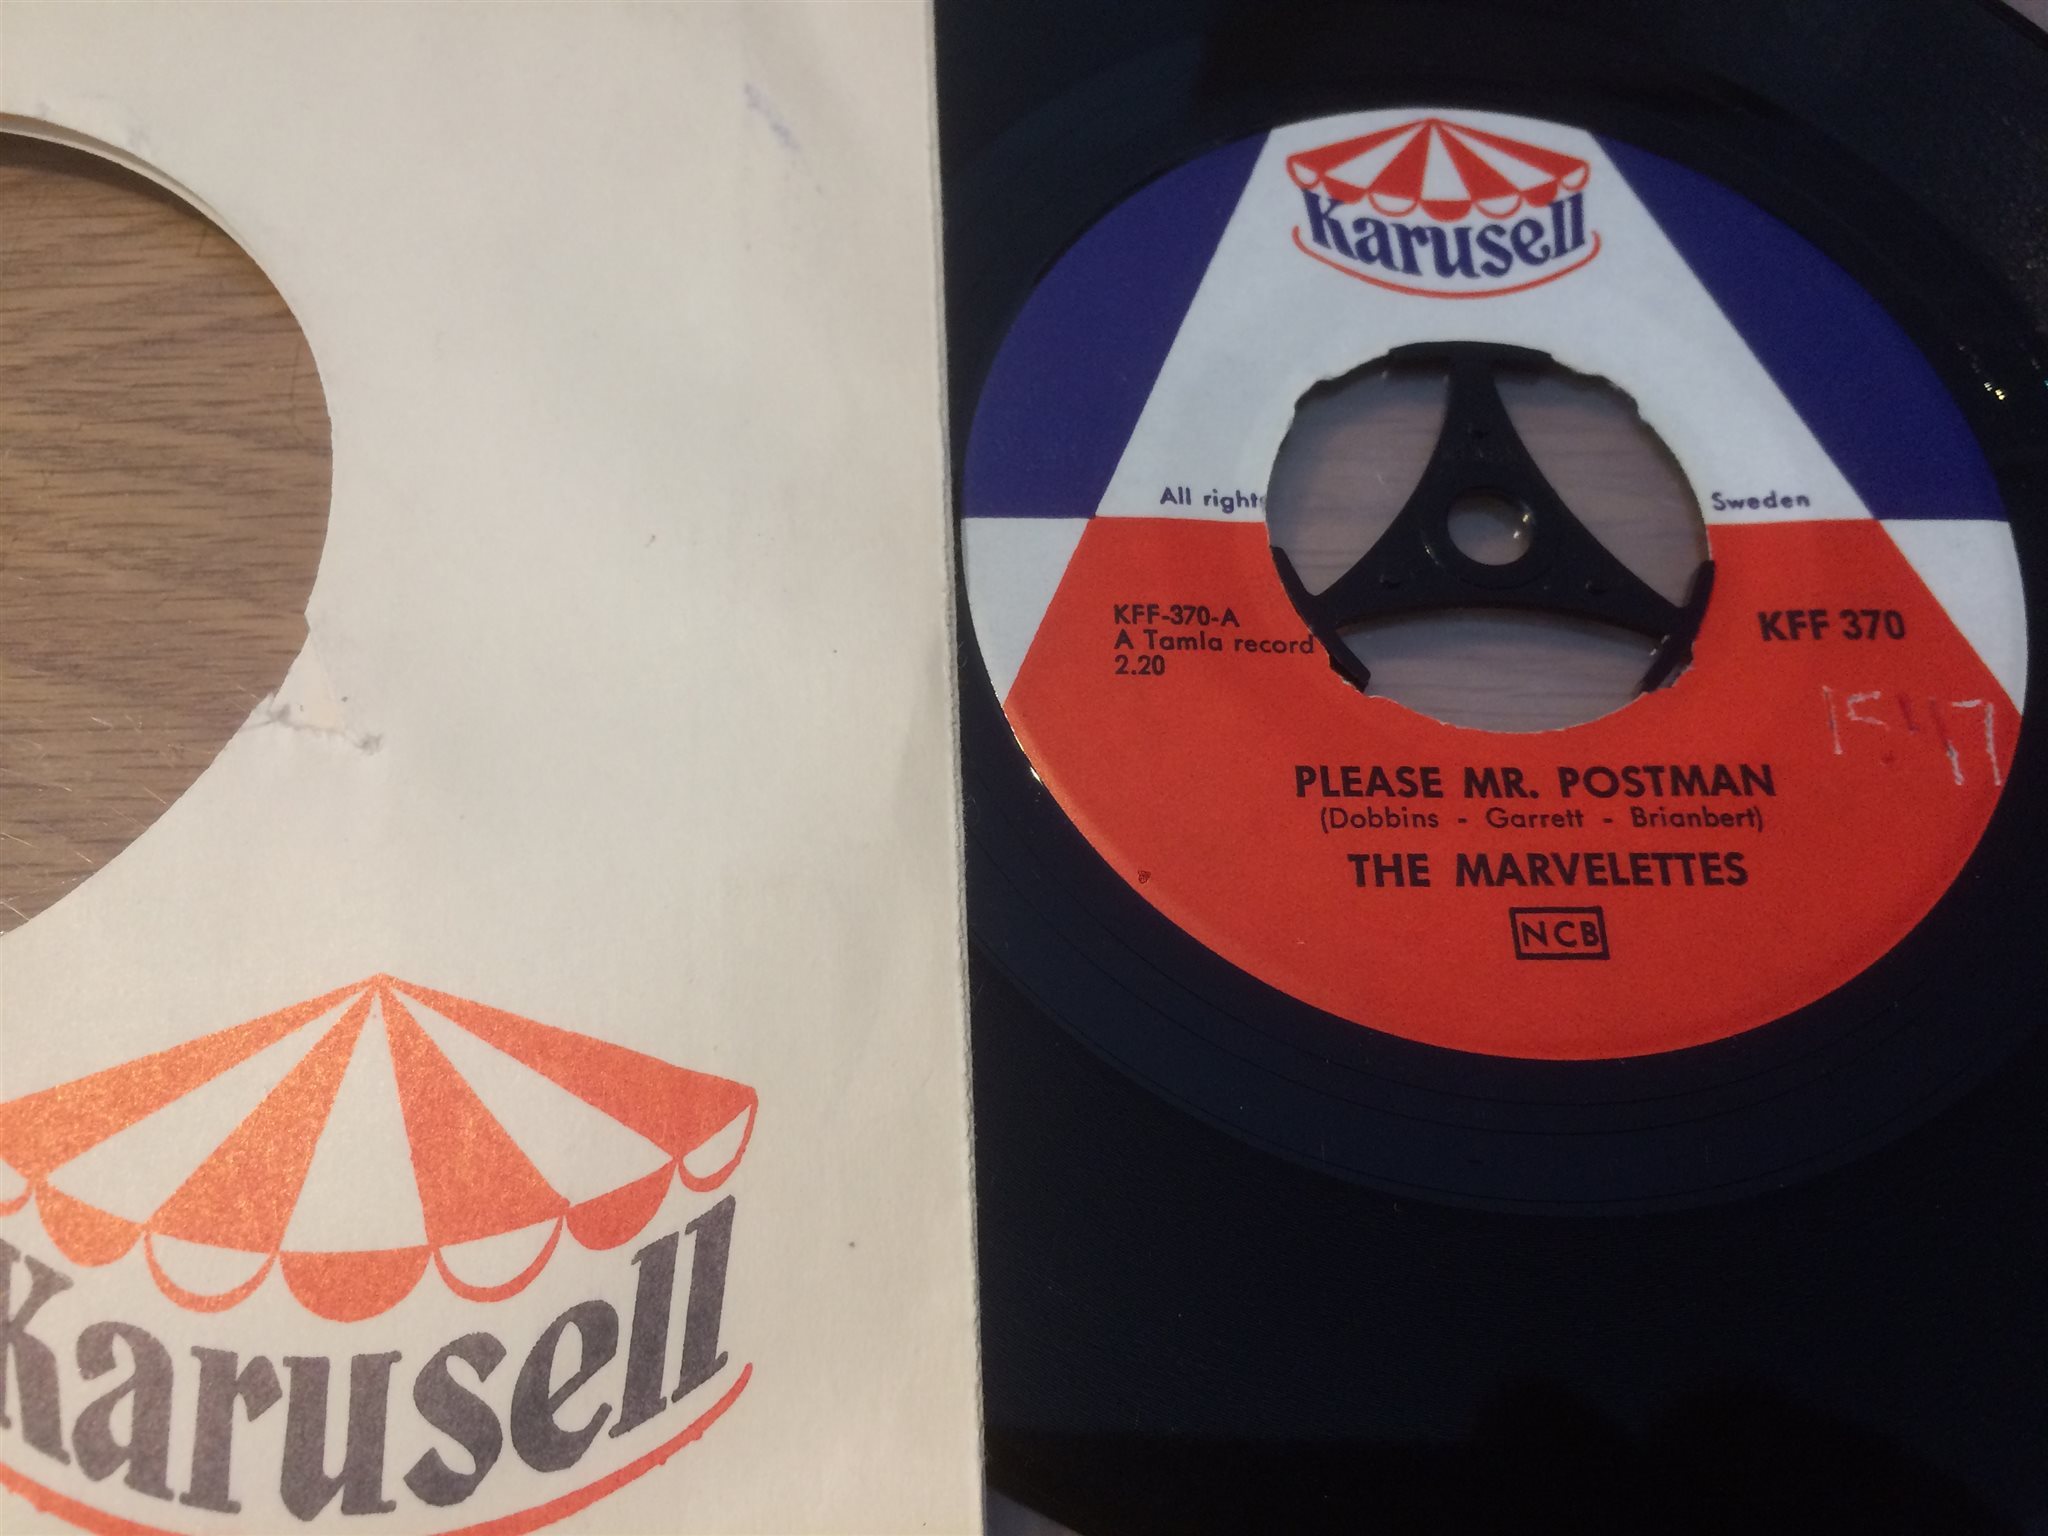 Karusell
Karusell
All rights
Sweden
KFF-370-A
A Tamla record
2.20
KFF 370
PLEASE MR. POSTMAN
(Dobbins - Garrett - Brianbert)
THE MARVELETTES
NCB